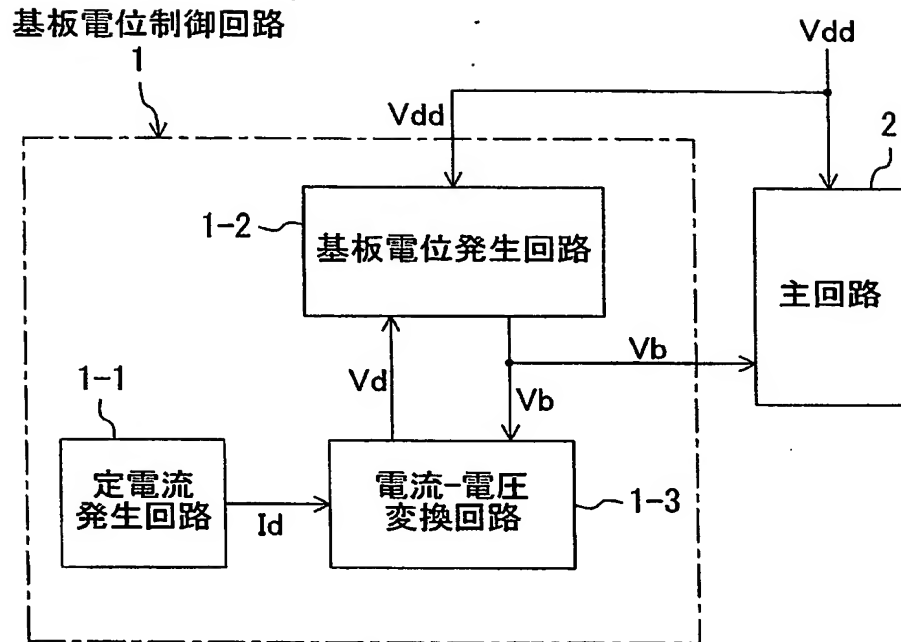 基板電位制御回路
1
Vdd
Vdd
2
1-2
基板電位発生回路
主回路
Vb
Vd
Vb
1-1
定電流
発生回路
Id
電流-電圧
変換回路
1-3